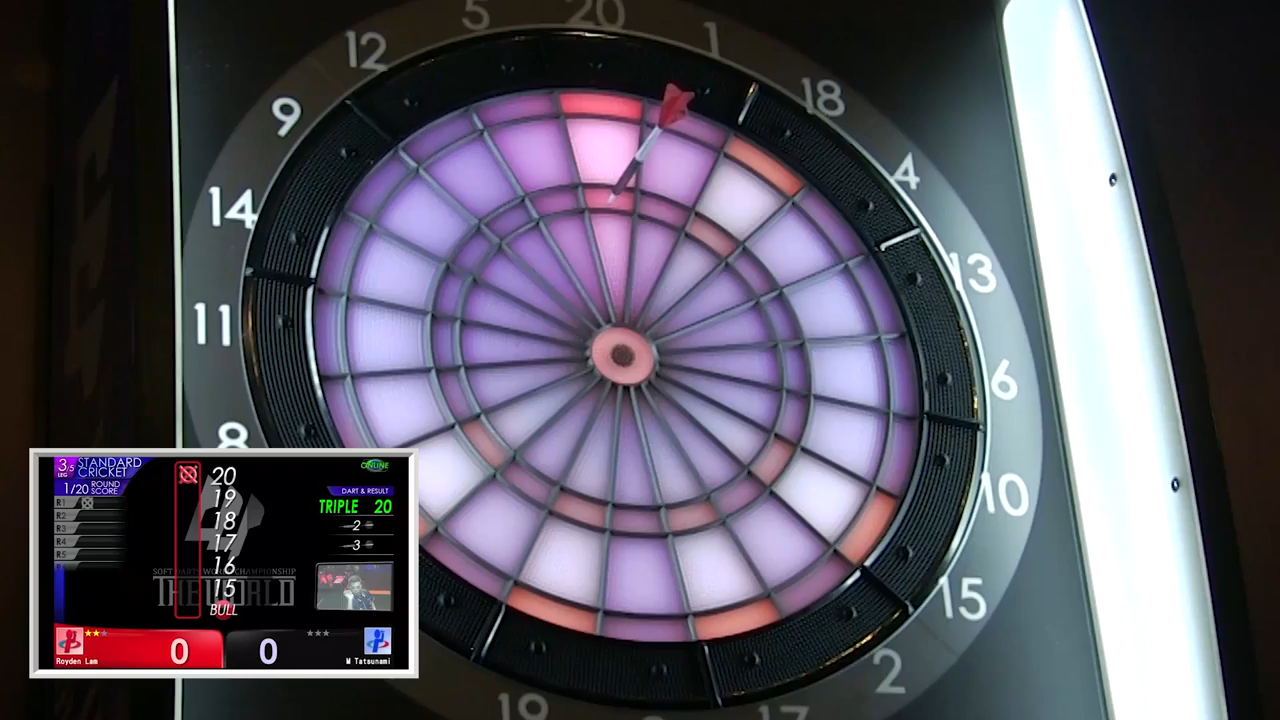 5 20 1
12 18
9 4
14 13
11 6
8 10
15
2
19 17
3/5 LEG STANDARD CRICKET
1/20 ROUND SCORE
R1
R2
R3
R4
R5
20
19
18
17
16
15
BULL
ONLINE
DART & RESULT
TRIPLE 20
2
3
SOFT DARTS WORLD CHAMPIONSHIP
THE WORLD
0 0
Royden Lam M Tatsunami